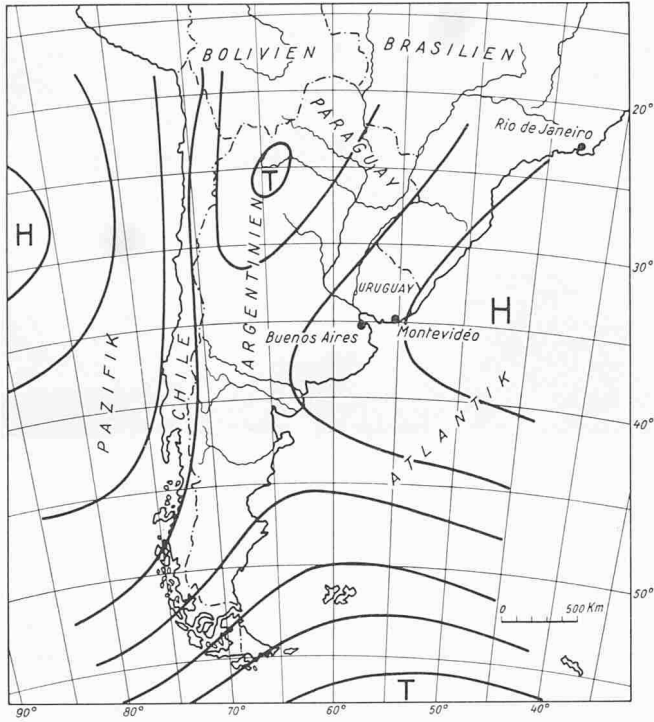 BOLIVIEN
BRASILIEN
PARAGUAY
Rio de Janeiro
20°
T
H
ARGENTINIEN
30°
URUGUAY
H
Buenos Aires
Montevidéo
PAZIFIK
CHILE
ATLANTIK
40°
50°
0 500 Km
T
90°
80°
70°
60°
50°
40°